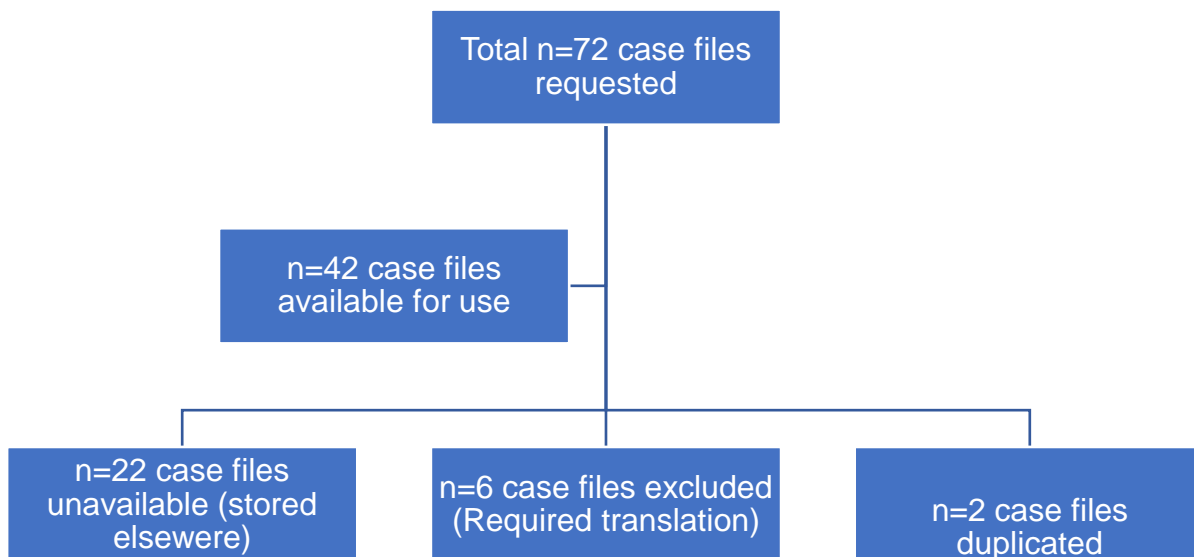 Total n=72 case files
requested
n=42 case files
available for use
n=22 case files
unavailable (stored
elsewere)
n=6 case files excluded
(Required translation)
n=2 case files
duplicated